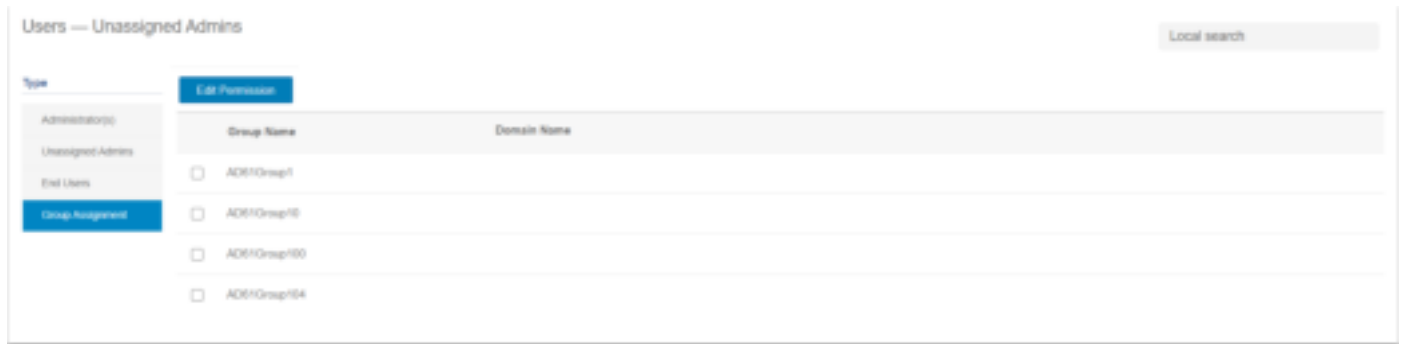 Users — Unassigned Admins
Local search
Type
Edit Permission
Administrator(s)
Unassigned Admins
End Users
Group Assignment
Group Name Domain Name
AD61Group1
AD61Group10
AD61Group100
AD61Group104